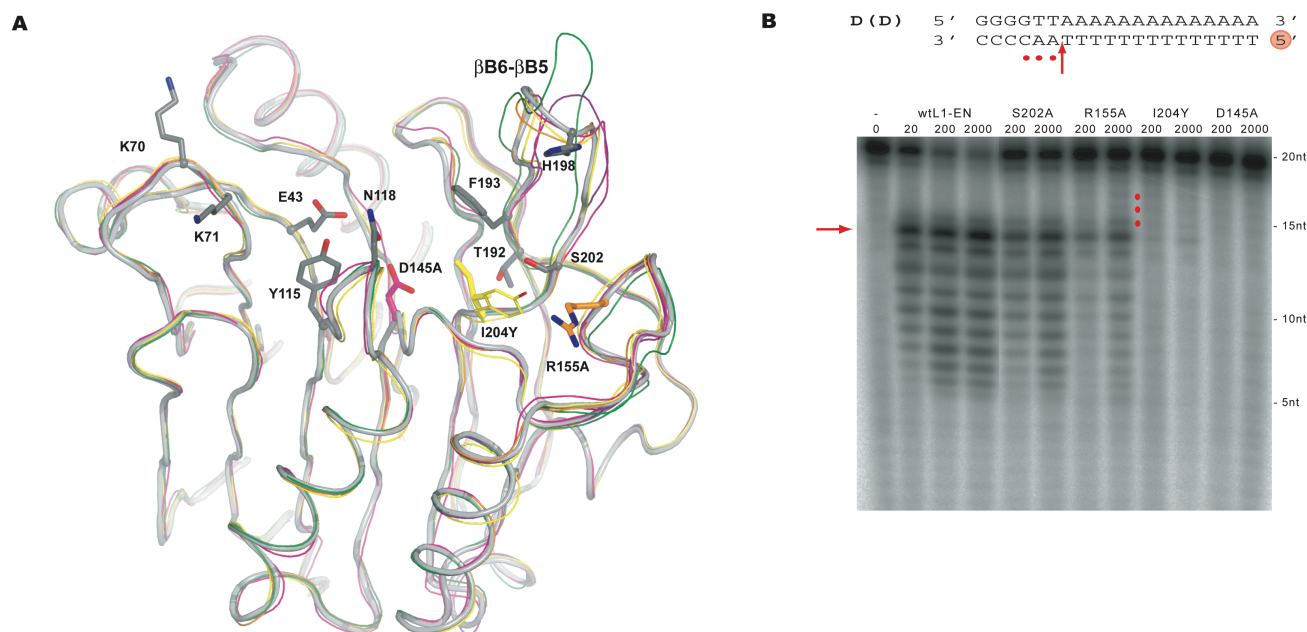 A
βB6-βB5
K70
H198
F193
E43
N118
K71
T192
S202
D145A
Y115
I204Y
R155A
B
D(D) 5' GGGGTTAAAAAAAAAAAAAA 3'
3' CCCCAATTTTTTTTTTTTTT 5'
- wtL1-EN S202A R155A I204Y D145A
0 20 200 2000 200 2000 200 2000 200 2000 200 2000
- 20nt
- 15nt
- 10nt
- 5nt